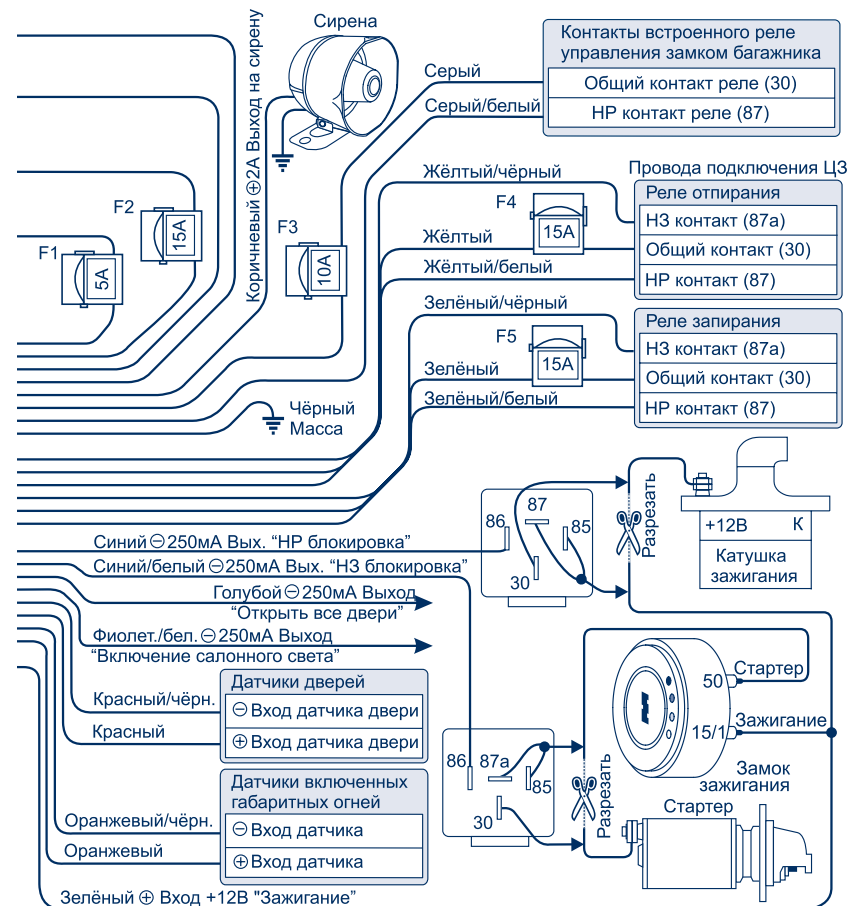 Сирена
Контакты встроенного реле
управления замком багажника
Общий контакт реле (30)
НР контакт реле (87)
Серый
Серый/белый
Коричневый ⊕2А Выход на сирену
F1
5А
F2
15А
F3
10А
Жёлтый/чёрный
F4
15А
Жёлтый
Жёлтый/белый
Провода подключения ЦЗ
Реле отпирания
НЗ контакт (87а)
Общий контакт (30)
НР контакт (87)
Зелёный/чёрный
F5
15А
Зелёный
Зелёный/белый
Реле запирания
НЗ контакт (87а)
Общий контакт (30)
НР контакт (87)
Чёрный
Масса
86
87
85
30
Разрезать
+12В К
Катушка
зажигания
Синий ⊖250мА Вых. “НР блокировка”
Синий/белый ⊖250мА Вых. “НЗ блокировка”
Голубой ⊖250мА Выход
“Открыть все двери”
Фиолет./бел. ⊖250мА Выход
“Включение салонного света”
Датчики дверей
Красный/чёрн.
⊖ Вход датчика двери
Красный
⊕ Вход датчика двери
Датчики включенных
габаритных огней
Оранжевый/чёрн.
⊖ Вход датчика
Оранжевый
⊕ Вход датчика
Зелёный ⊕ Вход +12В "Зажигание”
86
87а
85
30
Разрезать
50
Стартер
15/1
Зажигание
Замок
зажигания
Стартер